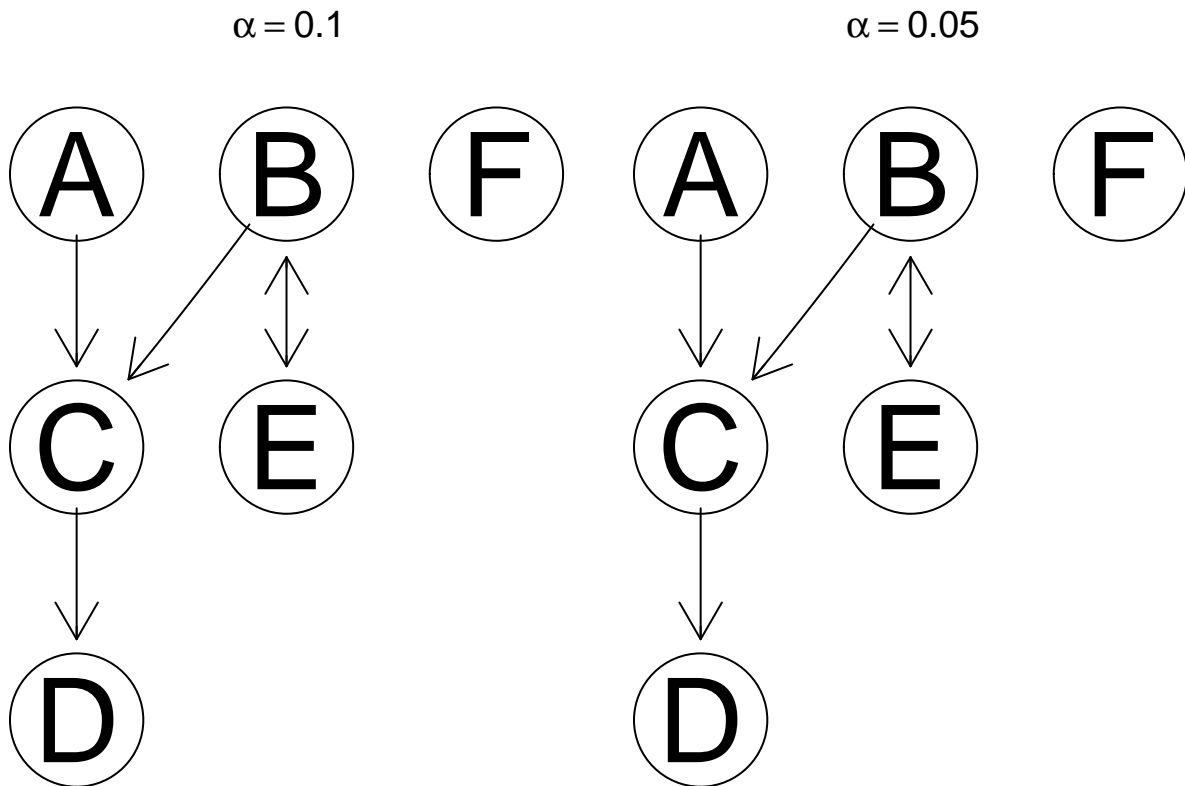 α = 0.1
α = 0.05
A B F A B F
C E C E
D D